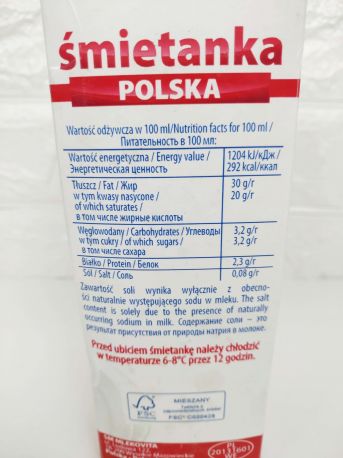 śmietanka
POLSKA
Wartość odżywcza w 100 ml/Nutrition facts for 100 ml /
Питательность в 100 мл:
Wartość energetyczna / Energy value / 1204 kJ/кДж /
Энергетическая ценность 292 kcal/ккал
Tłuszcz / Fat / Жир 30 g/г
w tym kwasy nasycone / 20 g/г
of which saturates /
в том числе жирные кислоты
Węglowodany / Carbohydrates / Углеводы 3,2 g/г
w tym cukry / of which sugars / 3,2 g/г
в том числе сахара
Białko / Protein / Белок 2,3 g/г
Sól / Salt / Соль 0,08 g/г
Zawartość soli wynika wyłącznie z obecno-
ści naturalnie występującego sodu w mleku. The salt
content is solely due to the presence of naturally
occurring sodium in milk. Содержание соли – это
результат присутствия от природы натрия в молоке.
Przed ubiciem śmietankę należy chłodzić
w temperaturze 6-8°C przez 12 godzin.
MIESZANY
FSC
SM MLEKOVITA
PL
20131601
WE